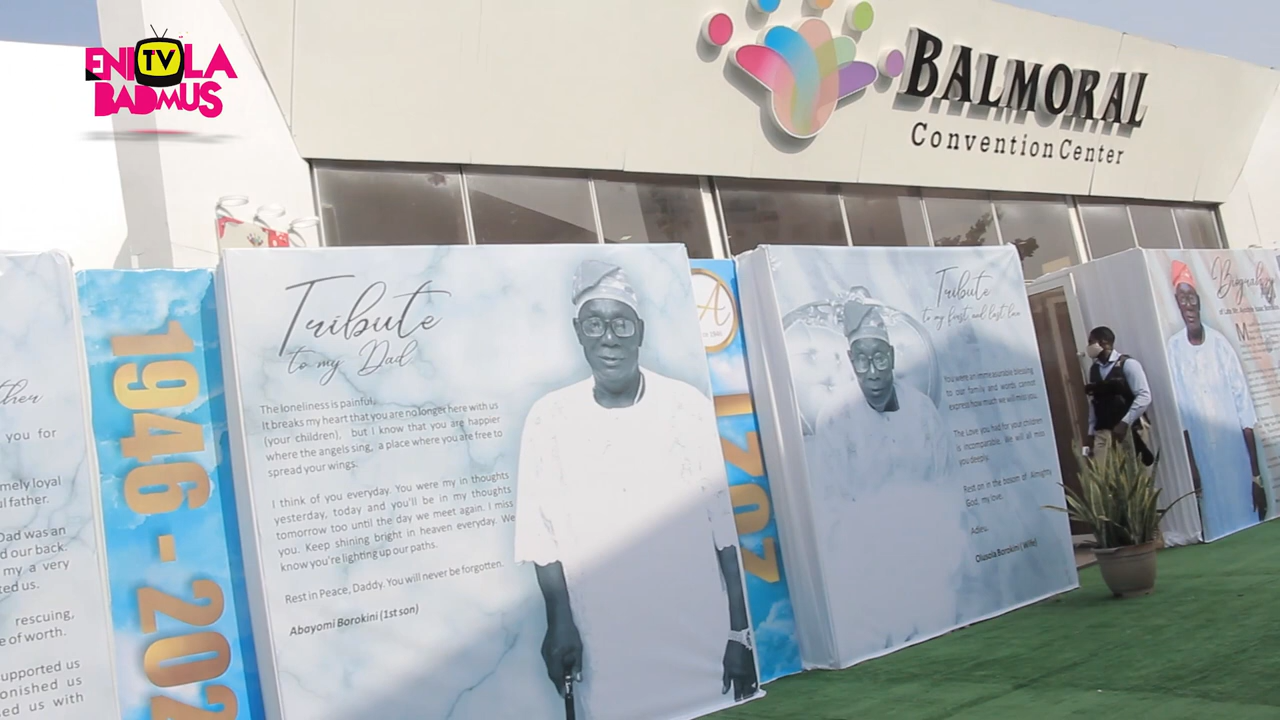 ENIOLA
TV
BADMUS
BALMORAL
Convention Center
you for
mely loyal
father.
Dad was an
d our back.
my a very
ted us.
rescuing,
e of worth.
upported us
onished us
us with
1946 - 202
Tribute
to my Dad
The loneliness is painful,
It breaks my heart that you are no longer here with us
(your children), but I know that you are happier
where the angels sing, a place where you are free to
spread your wings.
I think of you everyday. You were my in thoughts
yesterday, today and you'll be in my thoughts
tomorrow too until the day we meet again. I miss
you. Keep shining bright in heaven everyday. We
know you're lighting up our paths.
Rest in Peace, Daddy. You will never be forgotten.
Abayomi Borokini (1st son)
A
Tribute
to my first and last love
You were an immeasurable blessing
to our family and words cannot
express how much we will miss you.
The Love you had for your children
is incomparable. We will all miss
you deeply.
Rest on in the bosom of Almighty
God, my love.
Adieu.
Olusola Borokini (Wife)
Biography